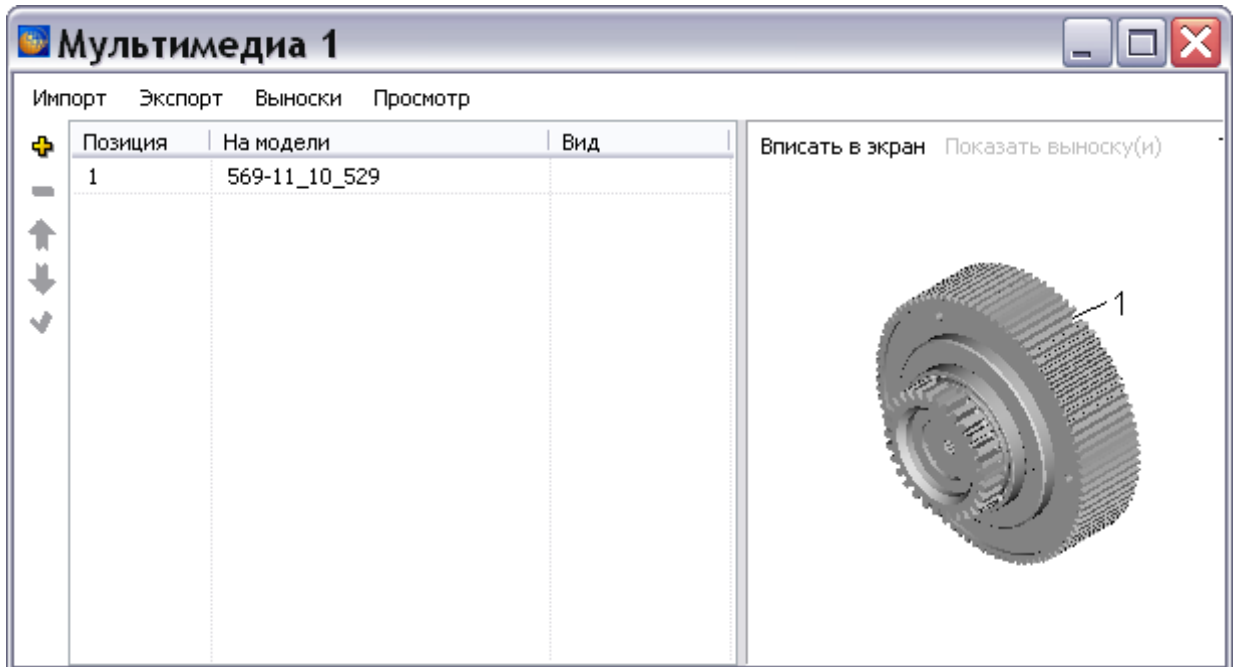 Мультимедиа 1
Импорт Экспорт Выноски Просмотр
Позиция На модели Вид
1 569-11_10_529
Вписать в экран Показать выноску(и)
1